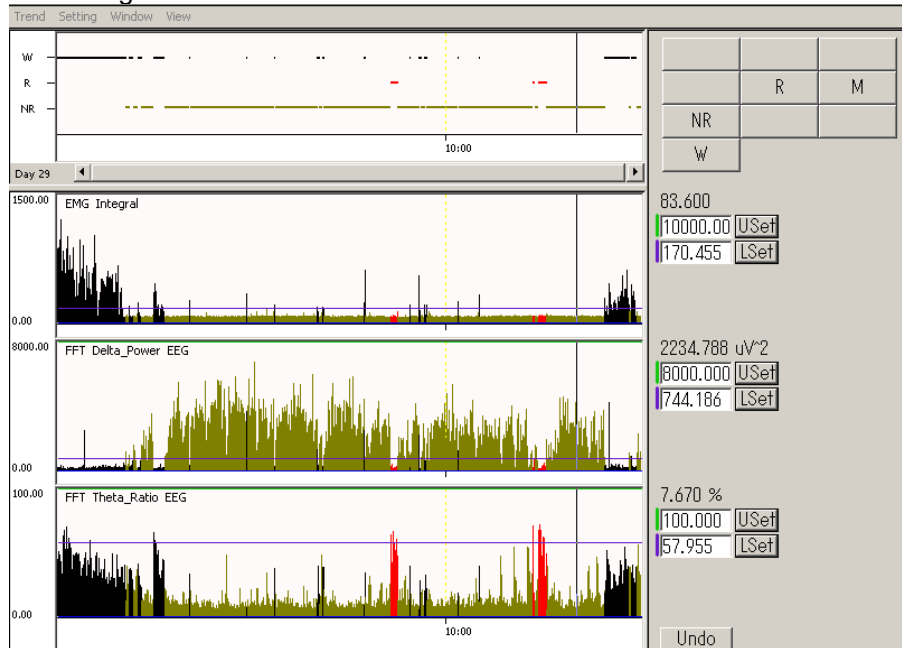 Trend Setting Window View
W
R
NR
10:00
Day 29
R M
NR
W
1500.00
EMG Integral
0.00
83.600
10000.00 USet
170.455 LSet
8000.00
FFT Delta_Power EEG
0.00
2234.788 uV^2
8000.000 USet
744.186 LSet
100.00
FFT Theta_Ratio EEG
0.00
10:00
7.670 %
100.000 USet
57.955 LSet
Undo